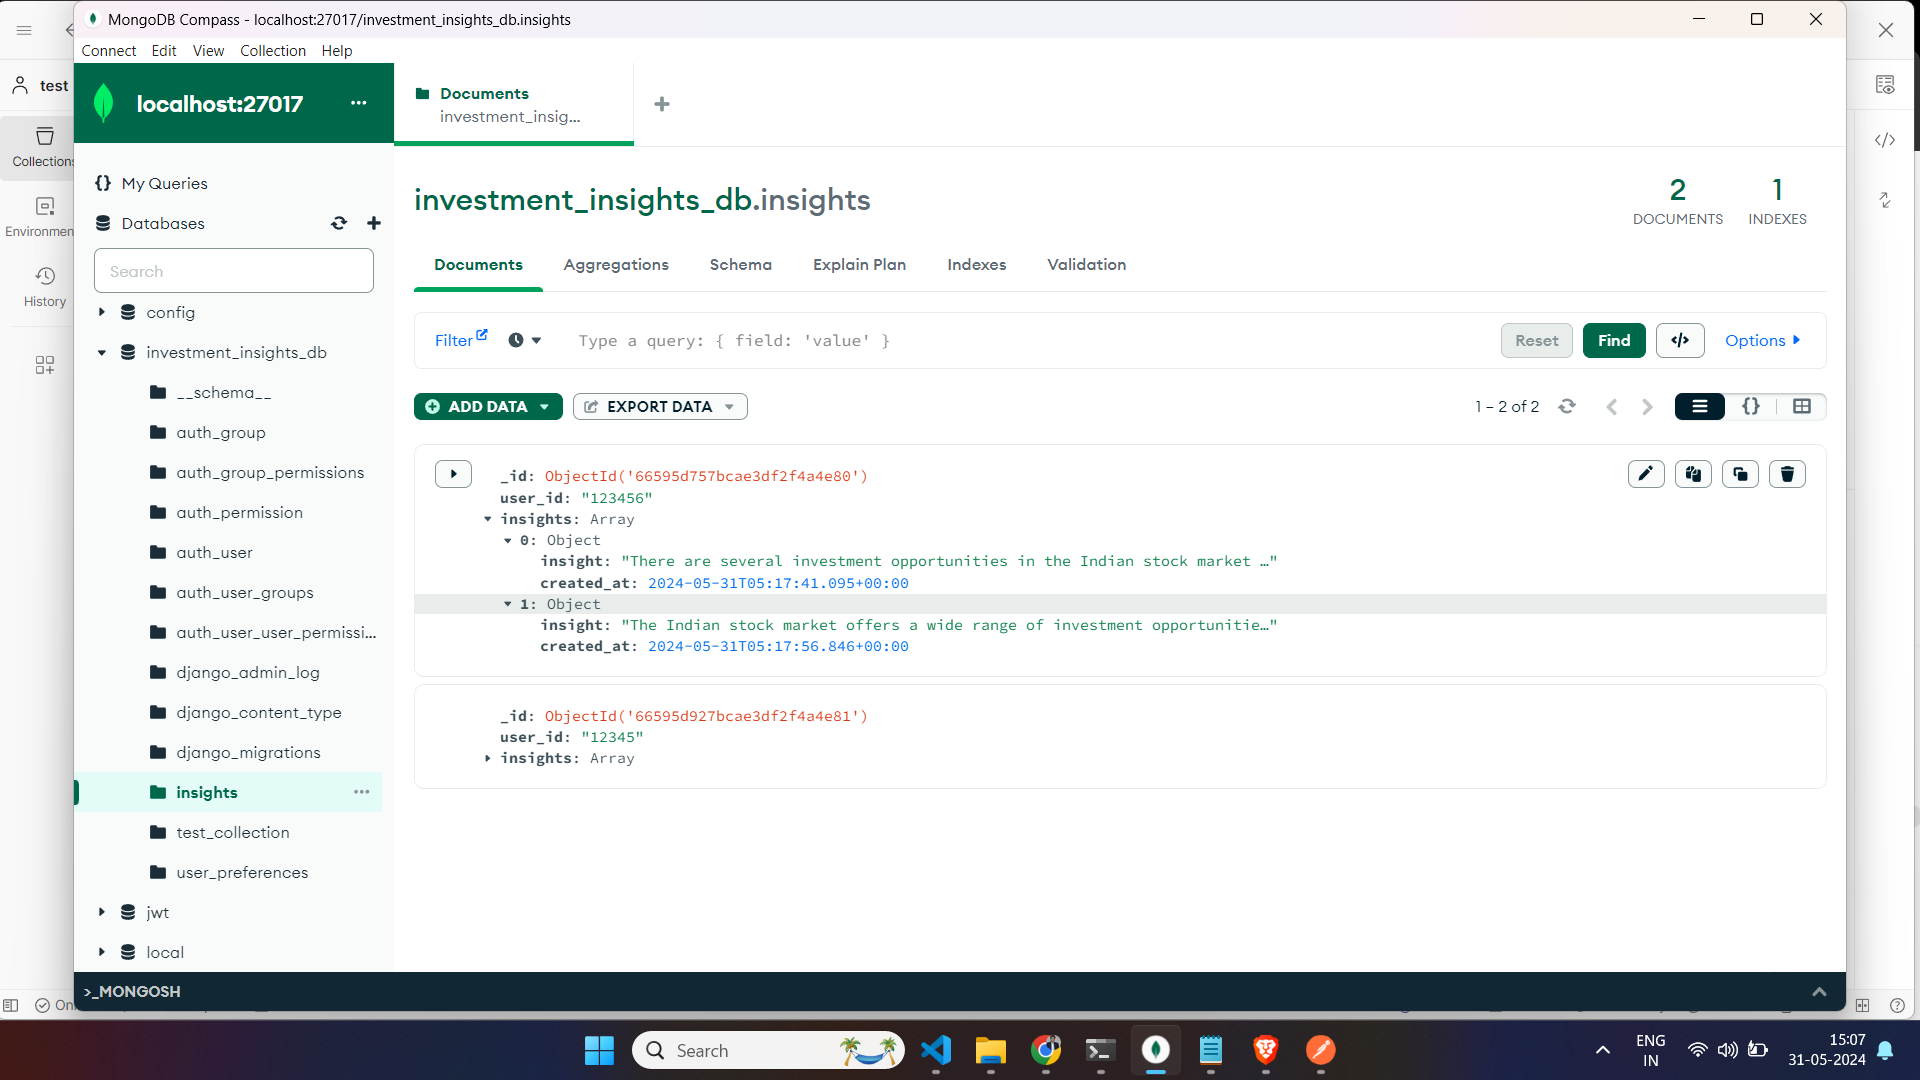 MongoDB Compass - localhost:27017/investment_insights_db.insights
Connect Edit View Collection Help
test
Collections
Environmen
History
localhost:27017
My Queries
Databases
Search
config
investment_insights_db
__schema__
auth_group
auth_group_permissions
auth_permission
auth_user
auth_user_groups
auth_user_user_permissi...
django_admin_log
django_content_type
django_migrations
insights
test_collection
user_preferences
jwt
local
Documents
investment_insig...
investment_insights_db.insights
2
DOCUMENTS
1
INDEXES
Documents Aggregations Schema Explain Plan Indexes Validation
Filter Type a query: { field: 'value' } Reset Find </> Options
ADD DATA EXPORT DATA 1 – 2 of 2 {}
_id: ObjectId('66595d757bcae3df2f4a4e80')
user_id: "123456"
insights: Array
0: Object
insight: "There are several investment opportunities in the Indian stock market …"
created_at: 2024-05-31T05:17:41.095+00:00
1: Object
insight: "The Indian stock market offers a wide range of investment opportunitie…"
created_at: 2024-05-31T05:17:56.846+00:00
_id: ObjectId('66595d927bcae3df2f4a4e81')
user_id: "12345"
insights: Array
>_MONGOSH
On
Search
ENG
IN
15:07
31-05-2024